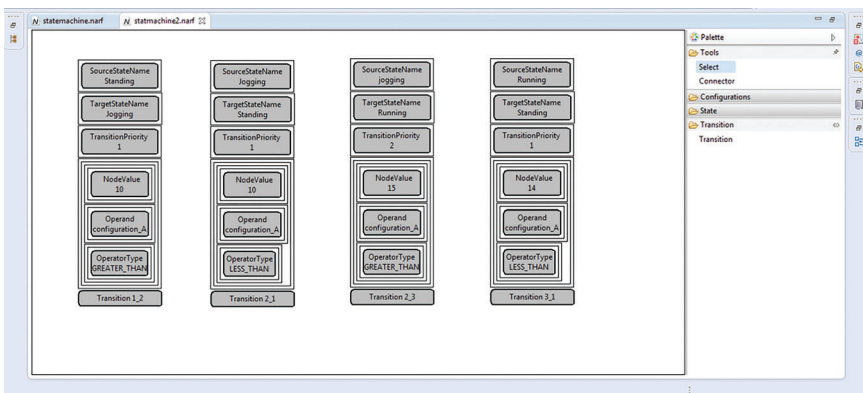 statemachine.narf
statmachine2.narf
SourceStateName
Standing
TargetStateName
Jogging
TransitionPriority
1
NodeValue
10
Operand
configuration_A
OperatorType
GREATER_THAN
Transition 1_2
SourceStateName
Jogging
TargetStateName
Standing
TransitionPriority
1
NodeValue
10
Operand
configuration_A
OperatorType
LESS_THAN
Transition 2_1
SourceStateName
jogging
TargetStateName
Running
TransitionPriority
2
NodeValue
15
Operand
configuration_A
OperatorType
GREATER_THAN
Transition 2_3
SourceStateName
Running
TargetStateName
Standing
TransitionPriority
1
NodeValue
14
Operand
configuration_A
OperatorType
LESS_THAN
Transition 3_1
Palette
Tools
Select
Connector
Configurations
State
Transition
Transition